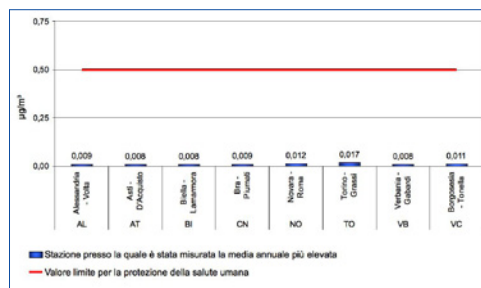 0,75
0,50
0,25
0,00
µg/m³
0,009
0,008
0,008
0,009
0,012
0,017
0,008
0,011
Alessandria - Volta
Asti - D'Acquisto
Biella - Lamarmora
Bra - Piumati
Novara - Roma
Torino - Grassi
Verbania - Gabardi
Borgosesia - Tonella
AL
AT
BI
CN
NO
TO
VB
VC
Stazione presso la quale è stata misurata la media annuale più elevata
Valore limite per la protezione della salute umana